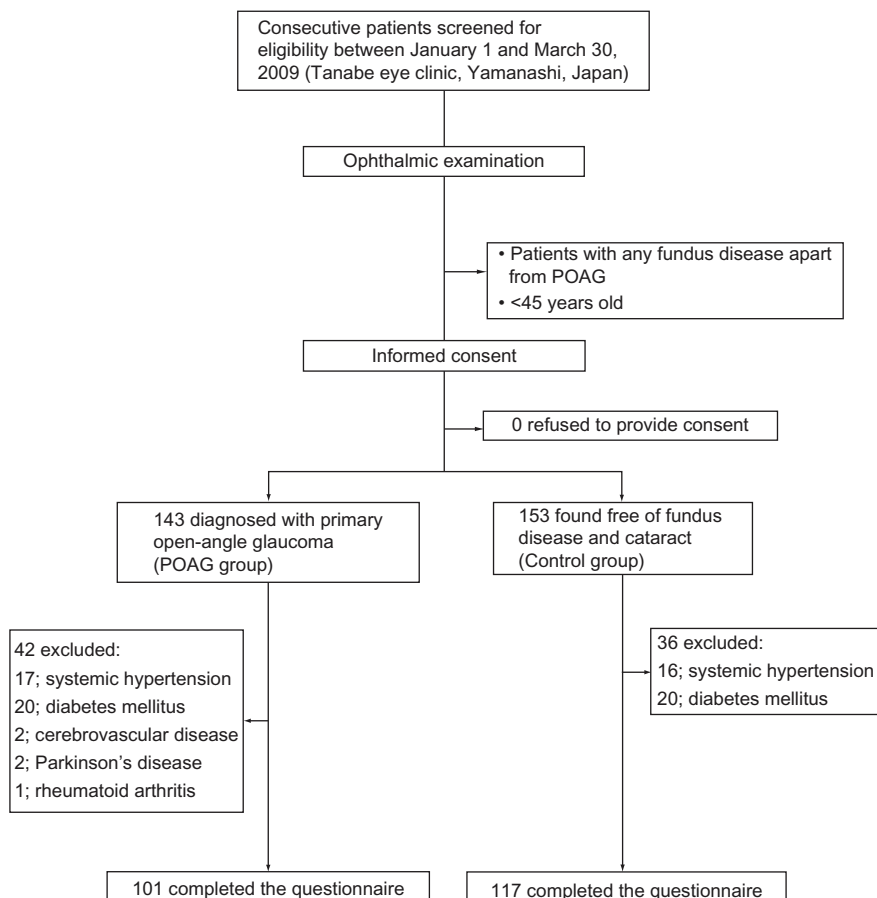 Consecutive patients screened for
eligibility between January 1 and March 30,
2009 (Tanabe eye clinic, Yamanashi, Japan)
Ophthalmic examination
• Patients with any fundus disease apart
from POAG
• <45 years old
Informed consent
0 refused to provide consent
143 diagnosed with primary
open-angle glaucoma
(POAG group)
153 found free of fundus
disease and cataract
(Control group)
42 excluded:
17; systemic hypertension
20; diabetes mellitus
2; cerebrovascular disease
2; Parkinson's disease
1; rheumatoid arthritis
36 excluded:
16; systemic hypertension
20; diabetes mellitus
101 completed the questionnaire
117 completed the questionnaire